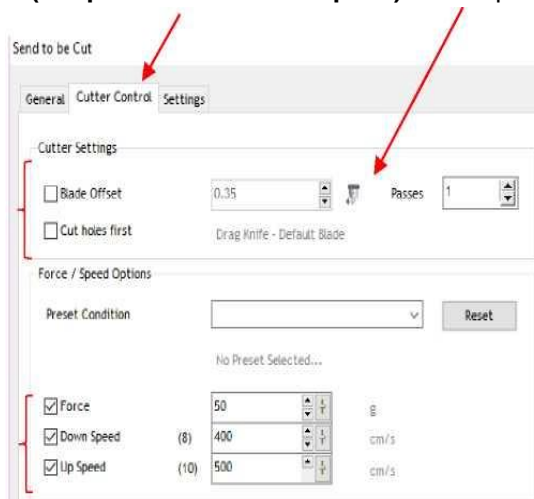 Send to be Cut
General Cutter Control Settings
Cutter Settings
Blade Offset 0.35 Passes 1
Cut holes first Drag Knife - Default Blade
Force / Speed Options
Preset Condition Reset
No Preset Selected...
Force 50 g
Down Speed (8) 400 cm/s
Up Speed (10) 500 cm/s